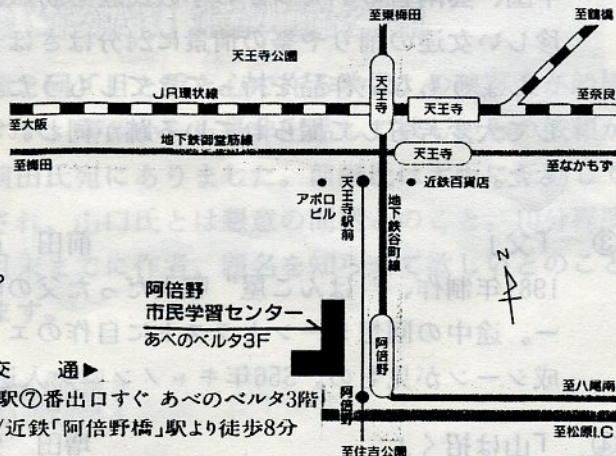 至東梅田
至鶴橋
天王寺公園
JR環状線
天王寺
天王寺
至奈良
至大阪
地下鉄御堂筋線
天王寺
至梅田
至なかもず
アポロ
ビル
天王寺駅前
近鉄百貨店
地下鉄谷町線
N
阿倍野
市民学習センター
あべのベルタ3F
阿倍野
阿倍野
交 通▶
駅⑦番出口すぐ あべのベルタ3階
/近鉄「阿倍野橋」駅より徒歩8分
至八尾南
至松原I.C
至住吉公園